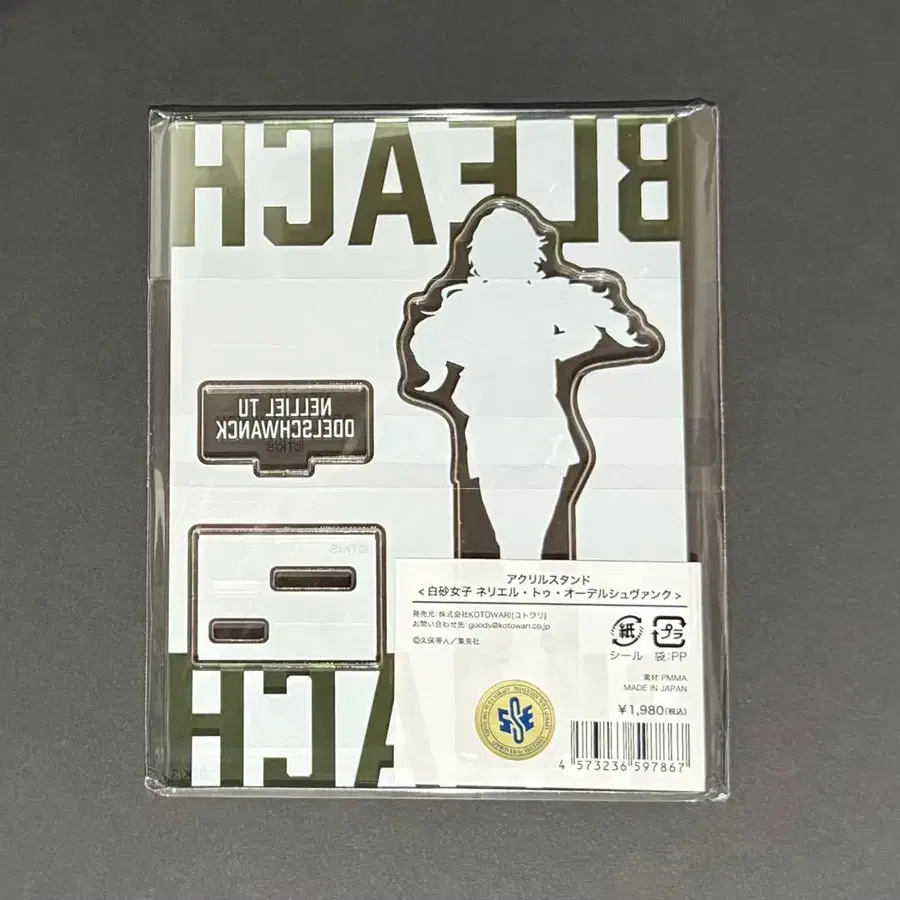 BLEACH
NELLIEL TU
ODELSCHWANCK
©TK/S
©TK/S
アクリルスタンド
< 白砂女子 ネリエル・トゥ・オーデルシュヴァンク >
発売元：株式会社KOTOWARI(コトワリ)
お問い合わせ先：goods@kotowari.co.jp
©久保帯人／集英社
紙 プラ
シール 袋:PP
素材 PMMA
MADE IN JAPAN
¥1,980(税込)
4 573236 597867
ACH